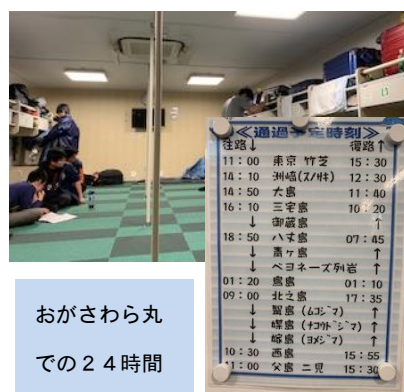 ≪通過予定時刻≫
往路↓ 復路↑
11:00 東京 竹芝 15:30
14:10 洲崎(スノサキ) 12:30
14:50 大島 11:40
16:10 三宅島 10:20
↓ 御蔵島 ↑
18:50 八丈島 07:45
↓ 青ヶ島 ↑
↓ ベヨネーズ列岩 ↑
01:20 鳥島 01:10
09:00 北之島 17:35
↓ 聟島(ムコジマ) ↑
↓ 媒島(ナコウドジマ) ↑
↓ 嫁島(ヨメジマ) ↑
10:30 西島 15:55
11:00 父島 二見 15:30
おがさわら丸
での24時間